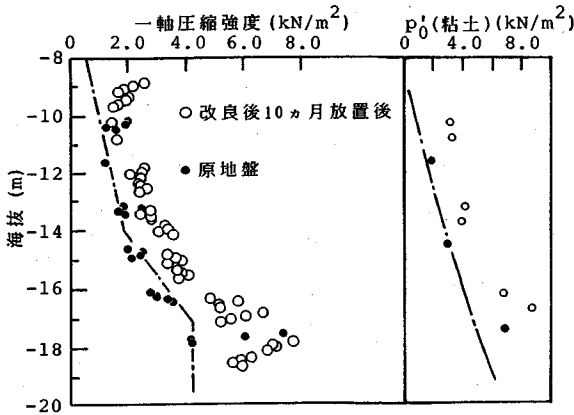 一軸圧縮強度(kN/m²)
0 2.0 4.0 6.0 8.0
p₀′(粘土)(kN/m²)
0 4.0 8.0
-8
-10
-12
-14
-16
-18
-20
海抜 (m)
○ 改良後10ヵ月放置後
● 原地盤